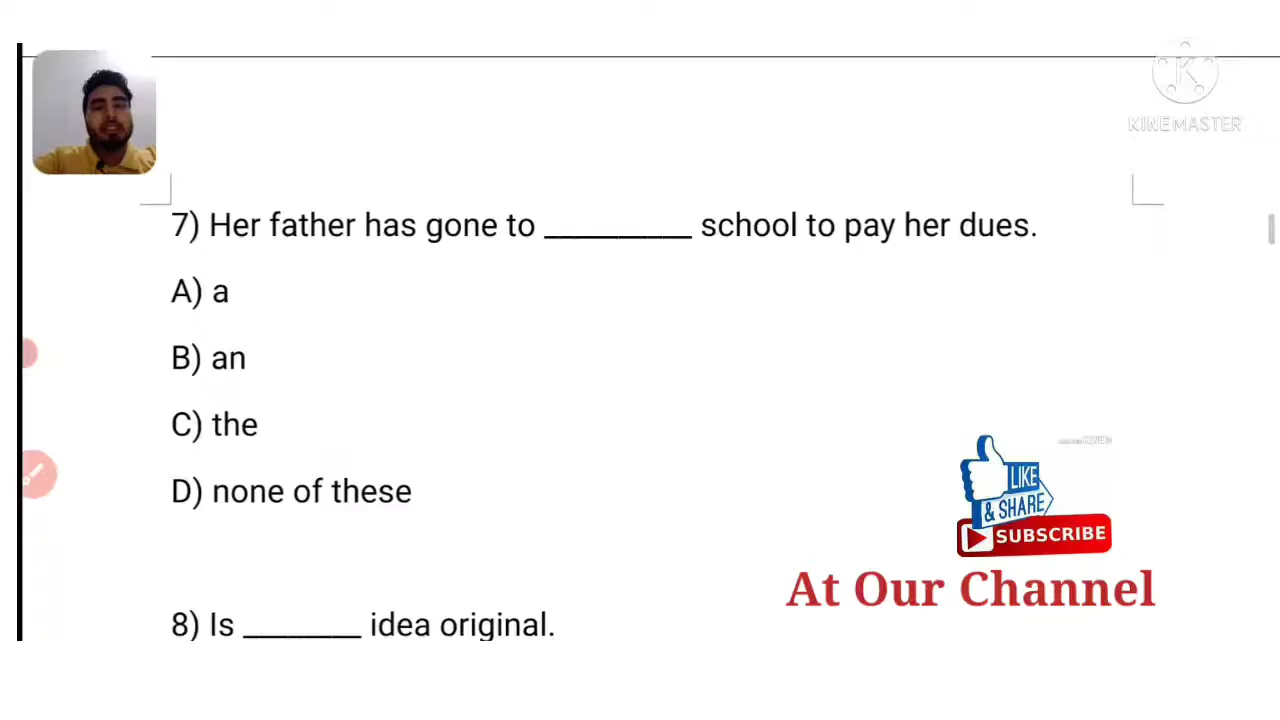 KINEMASTER
7) Her father has gone to __________ school to pay her dues.
A) a
B) an
C) the
D) none of these
LIKE
& SHARE
SUBSCRIBE
At Our Channel
8) Is ________ idea original.